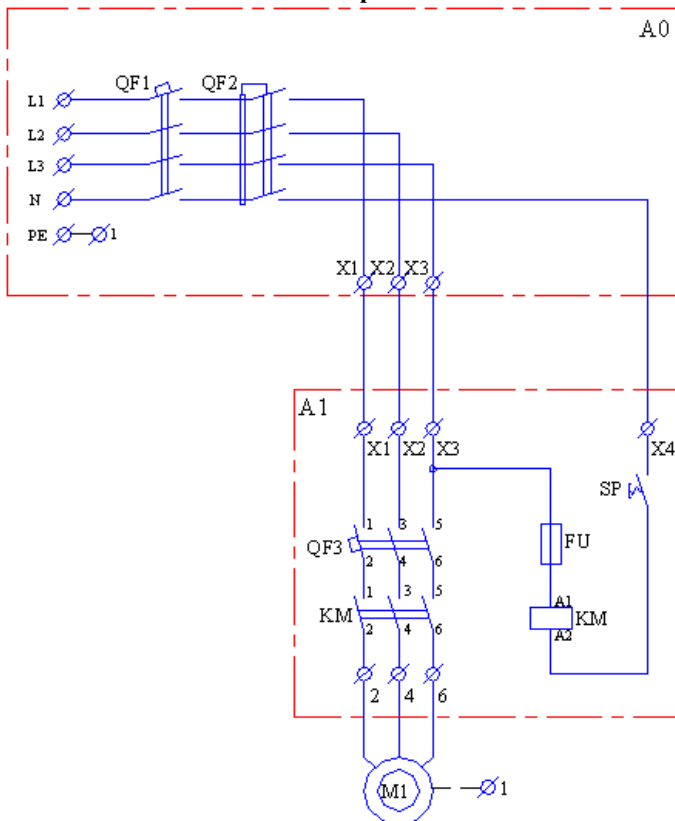 A0
QF1 QF2
L1
L2
L3
N
PE 1
X1 X2 X3
A1
X1 X2 X3 X4
SP
1 3 5
QF3 FU
2 4 6
1 3 5
A1
KM KM
2 4 6
A2
2 4 6
M1 1